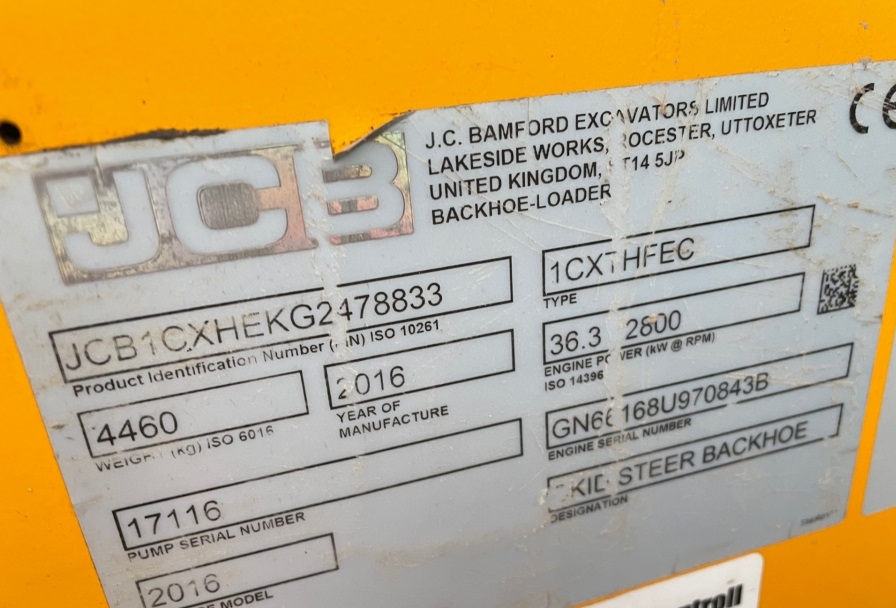 JCB
J.C. BAMFORD EXCAVATORS LIMITED
LAKESIDE WORKS, ROCESTER, UTTOXETER
UNITED KINGDOM, ST14 5JP
BACKHOE-LOADER
CE
JCB1CXHEKG2478833
Product Identification Number (PIN) ISO 10261
1CXTHFEC
TYPE
4460
WEIGHT (Kg) ISO 6016
2016
YEAR OF
MANUFACTURE
36.3 2800
ENGINE POWER (kW @ RPM)
ISO 14396
GN66168U970843B
ENGINE SERIAL NUMBER
17116
PUMP SERIAL NUMBER
SKID STEER BACKHOE
DESIGNATION
2016
MODEL